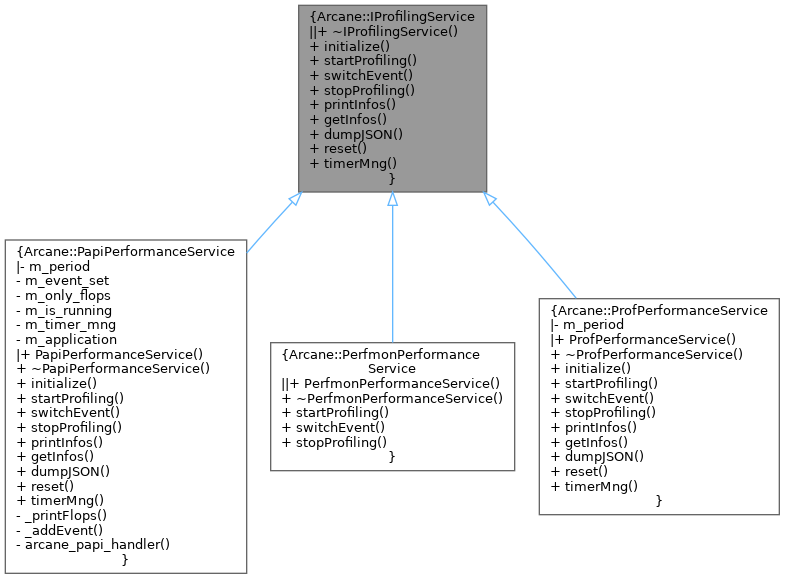 {Arcane::IProfilingService
||+ ~IProfilingService()
+ initialize()
+ startProfiling()
+ switchEvent()
+ stopProfiling()
+ printInfos()
+ getInfos()
+ dumpJSON()
+ reset()
+ timerMng()
}
{Arcane::PapiPerformanceService
|- m_period
- m_event_set
- m_only_flops
- m_is_running
- m_timer_mng
- m_application
|+ PapiPerformanceService()
+ ~PapiPerformanceService()
+ initialize()
+ startProfiling()
+ switchEvent()
+ stopProfiling()
+ printInfos()
+ getInfos()
+ dumpJSON()
+ reset()
+ timerMng()
- _printFlops()
- _addEvent()
- arcane_papi_handler()
}
{Arcane::PerfmonPerformance
Service
||+ PerfmonPerformanceService()
+ ~PerfmonPerformanceService()
+ startProfiling()
+ switchEvent()
+ stopProfiling()
}
{Arcane::ProfPerformanceService
|- m_period
|+ ProfPerformanceService()
+ ~ProfPerformanceService()
+ initialize()
+ startProfiling()
+ switchEvent()
+ stopProfiling()
+ printInfos()
+ getInfos()
+ dumpJSON()
+ reset()
+ timerMng()
}